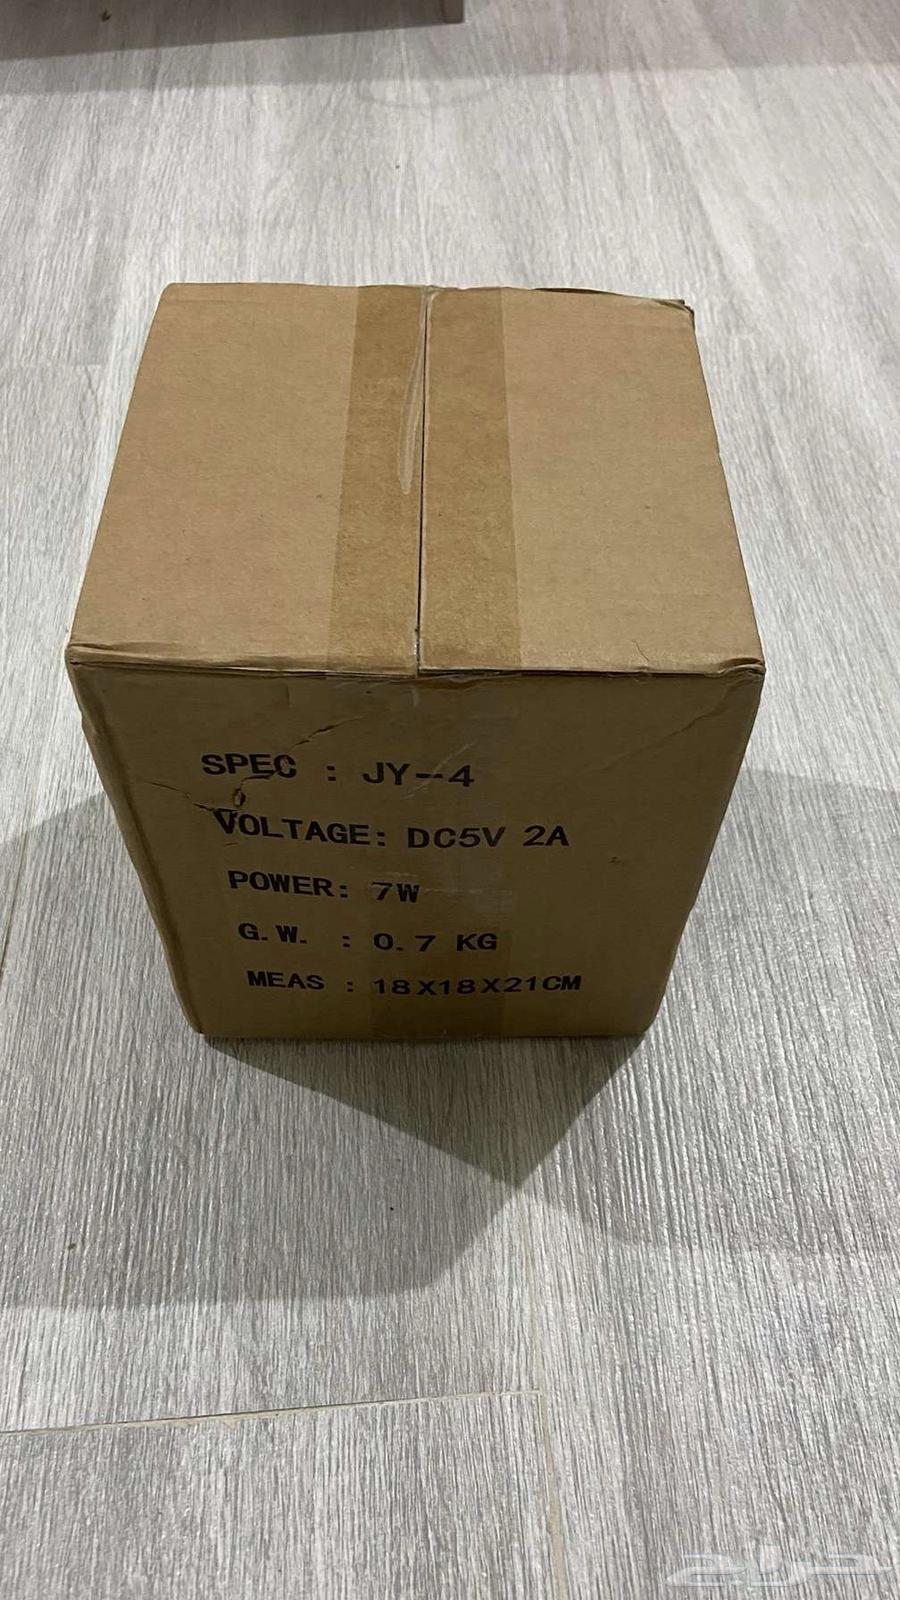 SPEC : JY-4
VOLTAGE: DC5V 2A
POWER: 7W
G.W. : 0.7 KG
MEAS : 18X18X21CM
حراج